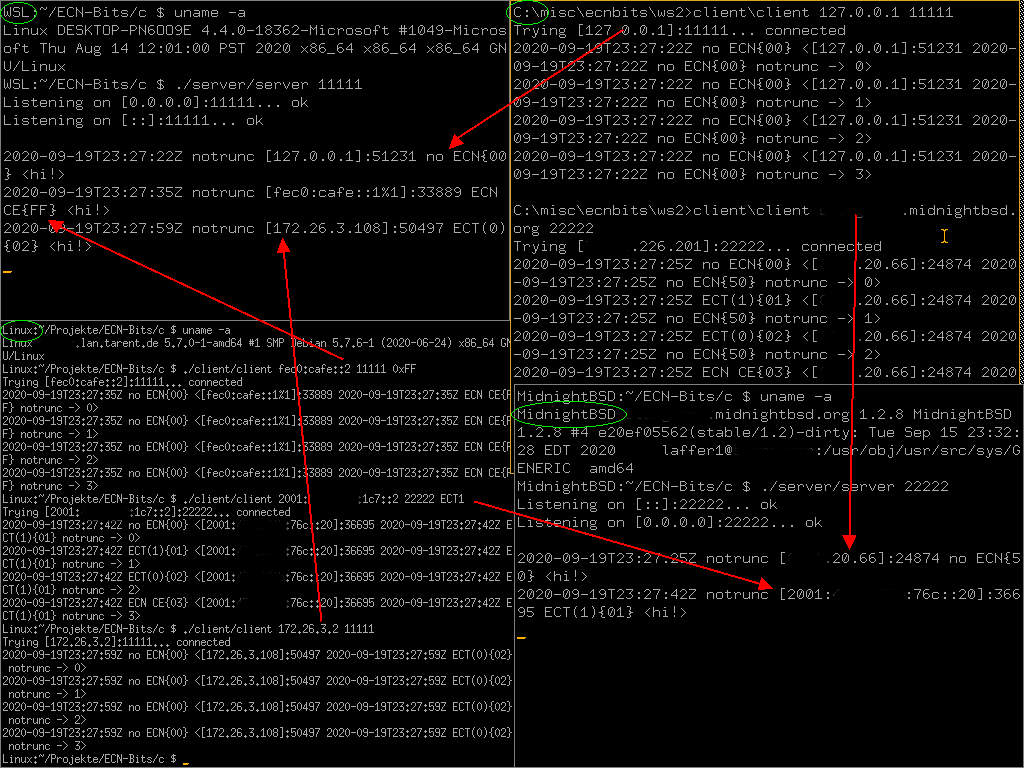 WSL:~/ECN-Bits/c $ uname -a
Linux DESKTOP-PN6OO9E 4.4.0-18362-Microsoft #1049-Micros
oft Thu Aug 14 12:01:00 PST 2020 x86_64 x86_64 x86_64 GN
U/Linux
WSL:~/ECN-Bits/c $ ./server/server 11111
Listening on [0.0.0.0]:11111... ok
Listening on [::]:11111... ok
2020-09-19T23:27:22Z notrunc [127.0.0.1]:51231 no ECN{00
} <hi!>
2020-09-19T23:27:35Z notrunc [fec0:cafe::1%1]:33889 ECN
CE{FF} <hi!>
2020-09-19T23:27:59Z notrunc [172.26.3.108]:50497 ECT(0)
{02} <hi!>
Linux:~/Projekte/ECN-Bits/c $ uname -a
Linux .lan.tarent.de 5.7.0-1-amd64 #1 SMP Debian 5.7.6-1 (2020-06-24) x86_64 GN
U/Linux
Linux:~/Projekte/ECN-Bits/c $ ./client/client fec0:cafe::2 11111 0xFF
Trying [fec0:cafe::2]:11111... connected
2020-09-19T23:27:35Z no ECN{00} <[fec0:cafe::1%1]:33889 2020-09-19T23:27:35Z ECN CE{F
F} notrunc -> 0>
2020-09-19T23:27:35Z no ECN{00} <[fec0:cafe::1%1]:33889 2020-09-19T23:27:35Z ECN CE{F
F} notrunc -> 1>
2020-09-19T23:27:35Z no ECN{00} <[fec0:cafe::1%1]:33889 2020-09-19T23:27:35Z ECN CE{F
F} notrunc -> 2>
2020-09-19T23:27:35Z no ECN{00} <[fec0:cafe::1%1]:33889 2020-09-19T23:27:35Z ECN CE{F
F} notrunc -> 3>
Linux:~/Projekte/ECN-Bits/c $ ./client/client 2001: :1c7::2 22222 ECT1
Trying [2001: :1c7::2]:22222... connected
2020-09-19T23:27:42Z no ECN{00} <[2001: :76c::20]:36695 2020-09-19T23:27:42Z E
CT(1){01} notrunc -> 0>
2020-09-19T23:27:42Z ECT(1){01} <[2001: :76c::20]:36695 2020-09-19T23:27:42Z E
CT(1){01} notrunc -> 1>
2020-09-19T23:27:42Z ECT(0){02} <[2001: :76c::20]:36695 2020-09-19T23:27:42Z E
CT(1){01} notrunc -> 2>
2020-09-19T23:27:42Z ECN CE{03} <[2001: :76c::20]:36695 2020-09-19T23:27:42Z E
CT(1){01} notrunc -> 3>
Linux:~/Projekte/ECN-Bits/c $ ./client/client 172.26.3.2 11111
Trying [172.26.3.2]:11111... connected
2020-09-19T23:27:59Z no ECN{00} <[172.26.3.108]:50497 2020-09-19T23:27:59Z ECT(0){02}
notrunc -> 0>
2020-09-19T23:27:59Z no ECN{00} <[172.26.3.108]:50497 2020-09-19T23:27:59Z ECT(0){02}
notrunc -> 1>
2020-09-19T23:27:59Z no ECN{00} <[172.26.3.108]:50497 2020-09-19T23:27:59Z ECT(0){02}
notrunc -> 2>
2020-09-19T23:27:59Z no ECN{00} <[172.26.3.108]:50497 2020-09-19T23:27:59Z ECT(0){02}
notrunc -> 3>
Linux:~/Projekte/ECN-Bits/c $
C:\misc\ecnbits\ws2>client\client 127.0.0.1 11111
Trying [127.0.0.1]:11111... connected
2020-09-19T23:27:22Z no ECN{00} <[127.0.0.1]:51231 2020-
09-19T23:27:22Z no ECN{00} notrunc -> 0>
2020-09-19T23:27:22Z no ECN{00} <[127.0.0.1]:51231 2020-
09-19T23:27:22Z no ECN{00} notrunc -> 1>
2020-09-19T23:27:22Z no ECN{00} <[127.0.0.1]:51231 2020-
09-19T23:27:22Z no ECN{00} notrunc -> 2>
2020-09-19T23:27:22Z no ECN{00} <[127.0.0.1]:51231 2020-
09-19T23:27:22Z no ECN{00} notrunc -> 3>
C:\misc\ecnbits\ws2>client\client .midnightbsd.
org 22222
Trying [ .226.201]:22222... connected
2020-09-19T23:27:25Z no ECN{00} <[ .20.66]:24874 2020
-09-19T23:27:25Z no ECN{50} notrunc -> 0>
2020-09-19T23:27:25Z ECT(1){01} <[ .20.66]:24874 2020
-09-19T23:27:25Z no ECN{50} notrunc -> 1>
2020-09-19T23:27:25Z ECT(0){02} <[ .20.66]:24874 2020
-09-19T23:27:25Z no ECN{50} notrunc -> 2>
2020-09-19T23:27:25Z ECN CE{03} <[ .20.66]:24874 2020
MidnightBSD:~/ECN-Bits/c $ uname -a
MidnightBSD .midnightbsd.org 1.2.8 MidnightBSD
1.2.8 #4 e20ef05562(stable/1.2)-dirty: Tue Sep 15 23:32:
28 EDT 2020 laffer1@ :/usr/obj/usr/src/sys/G
ENERIC amd64
MidnightBSD:~/ECN-Bits/c $ ./server/server 22222
Listening on [::]:22222... ok
Listening on [0.0.0.0]:22222... ok
2020-09-19T23:27:25Z notrunc [ .20.66]:24874 no ECN{5
0} <hi!>
2020-09-19T23:27:42Z notrunc [2001: :76c::20]:366
95 ECT(1){01} <hi!>